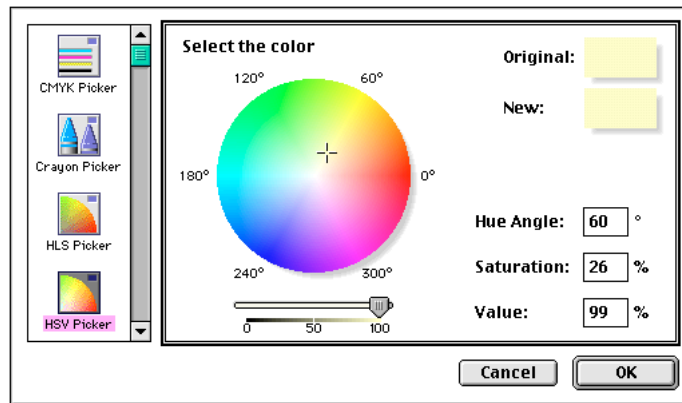 CMYK Picker
Crayon Picker
HLS Picker
HSV Picker
Select the color
120°
60°
180°
0°
240°
300°
0
50
100
Original:
New:
Hue Angle: 60 °
Saturation: 26 %
Value: 99 %
Cancel
OK